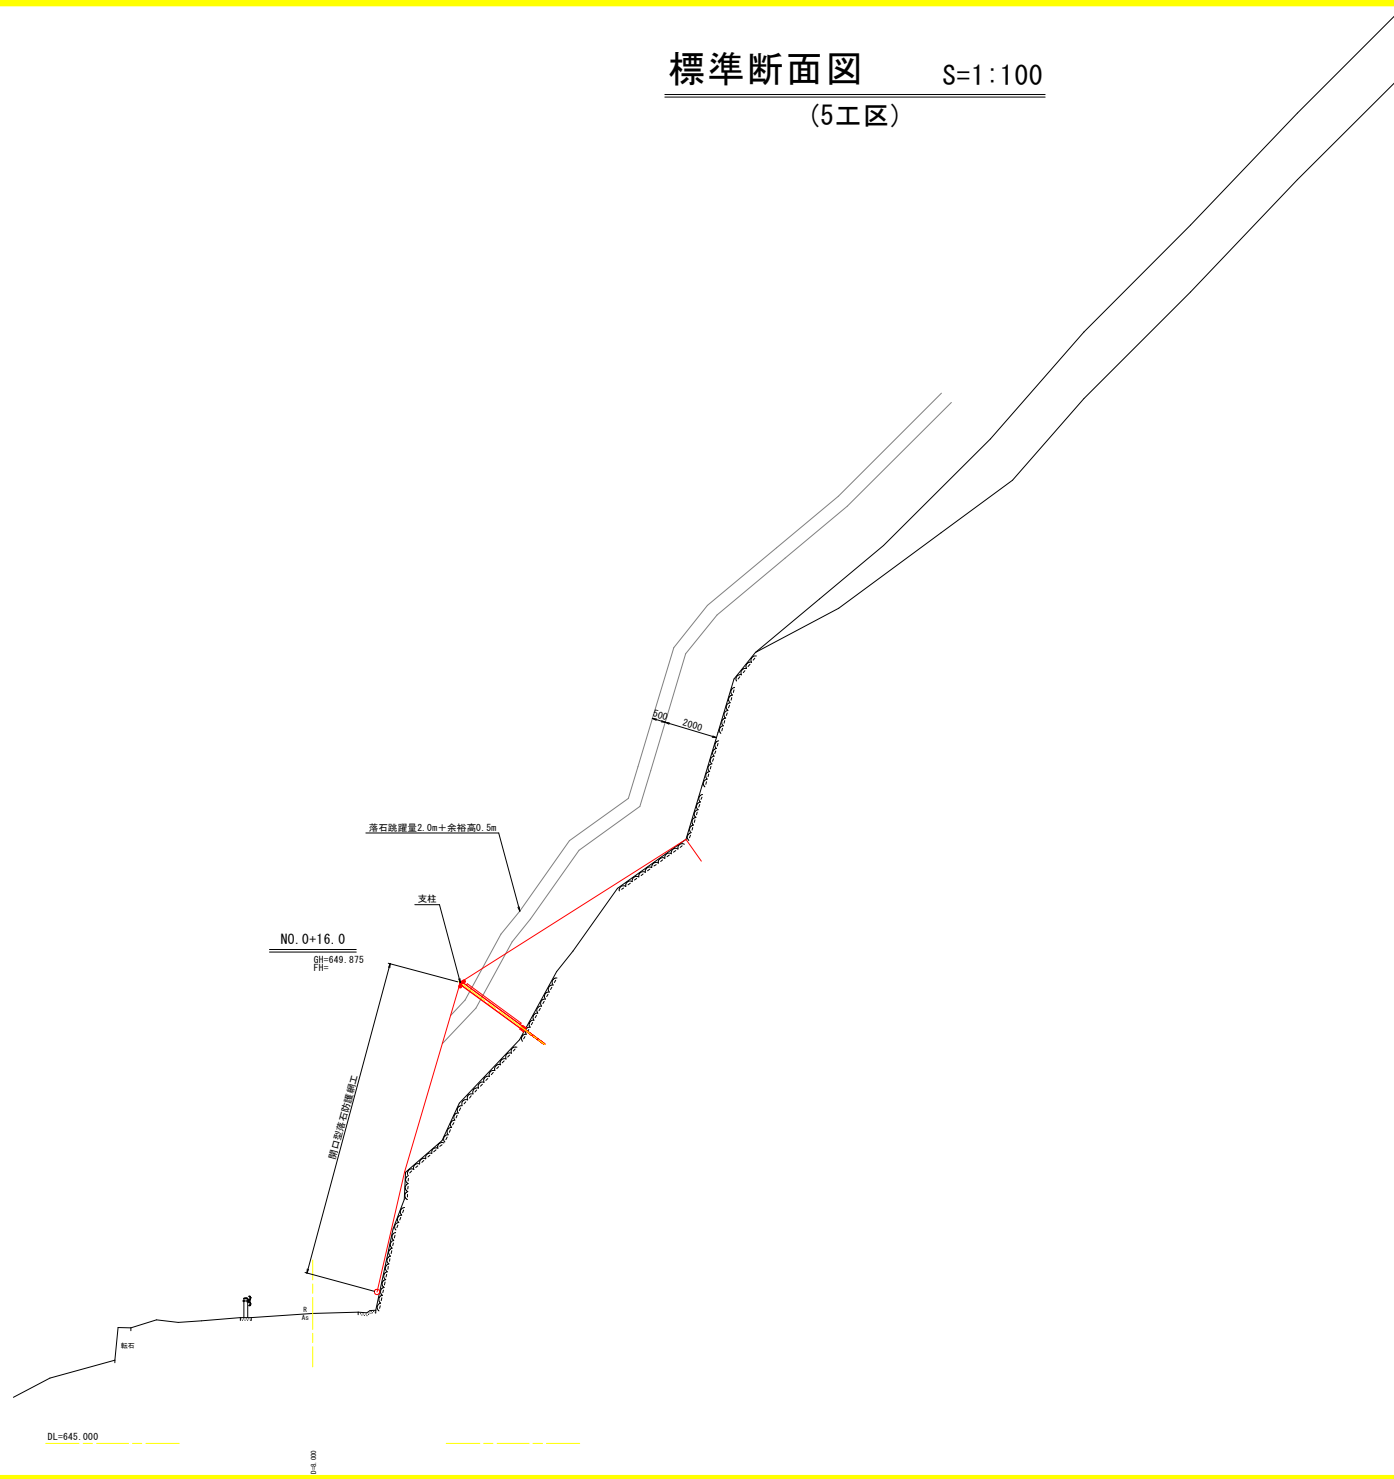 標準断面図 S=1:100
(5工区)
500
2000
落石跳躍量2.0m＋余裕高0.5m
支柱
NO.0+16.0
GH=649.875
FH=
開口型落石防護網工
R
As
転石
DL=645.000